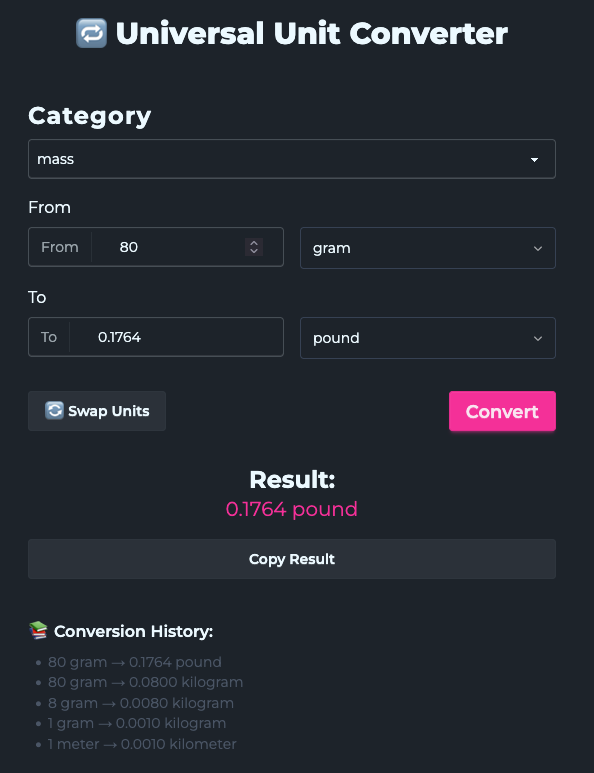 Universal Unit Converter
Category
mass
From
From 80 gram
To
To 0.1764 pound
Swap Units Convert
Result:
0.1764 pound
Copy Result
Conversion History:
80 gram → 0.1764 pound
80 gram → 0.0800 kilogram
8 gram → 0.0080 kilogram
1 gram → 0.0010 kilogram
1 meter → 0.0010 kilometer